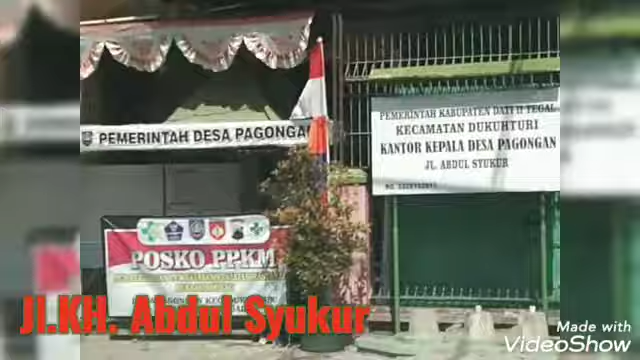 PEMERINTAH DESA PAGONGAN
PEMERINTAH KABUPATEN DATI II TEGAL
KECAMATAN DUKUHTURI
KANTOR KEPALA DESA PAGONGAN
JL. ABDUL SYUKUR
POSKO PPKM
Jl.KH. Abdul Syukur
Made with
VideoShow